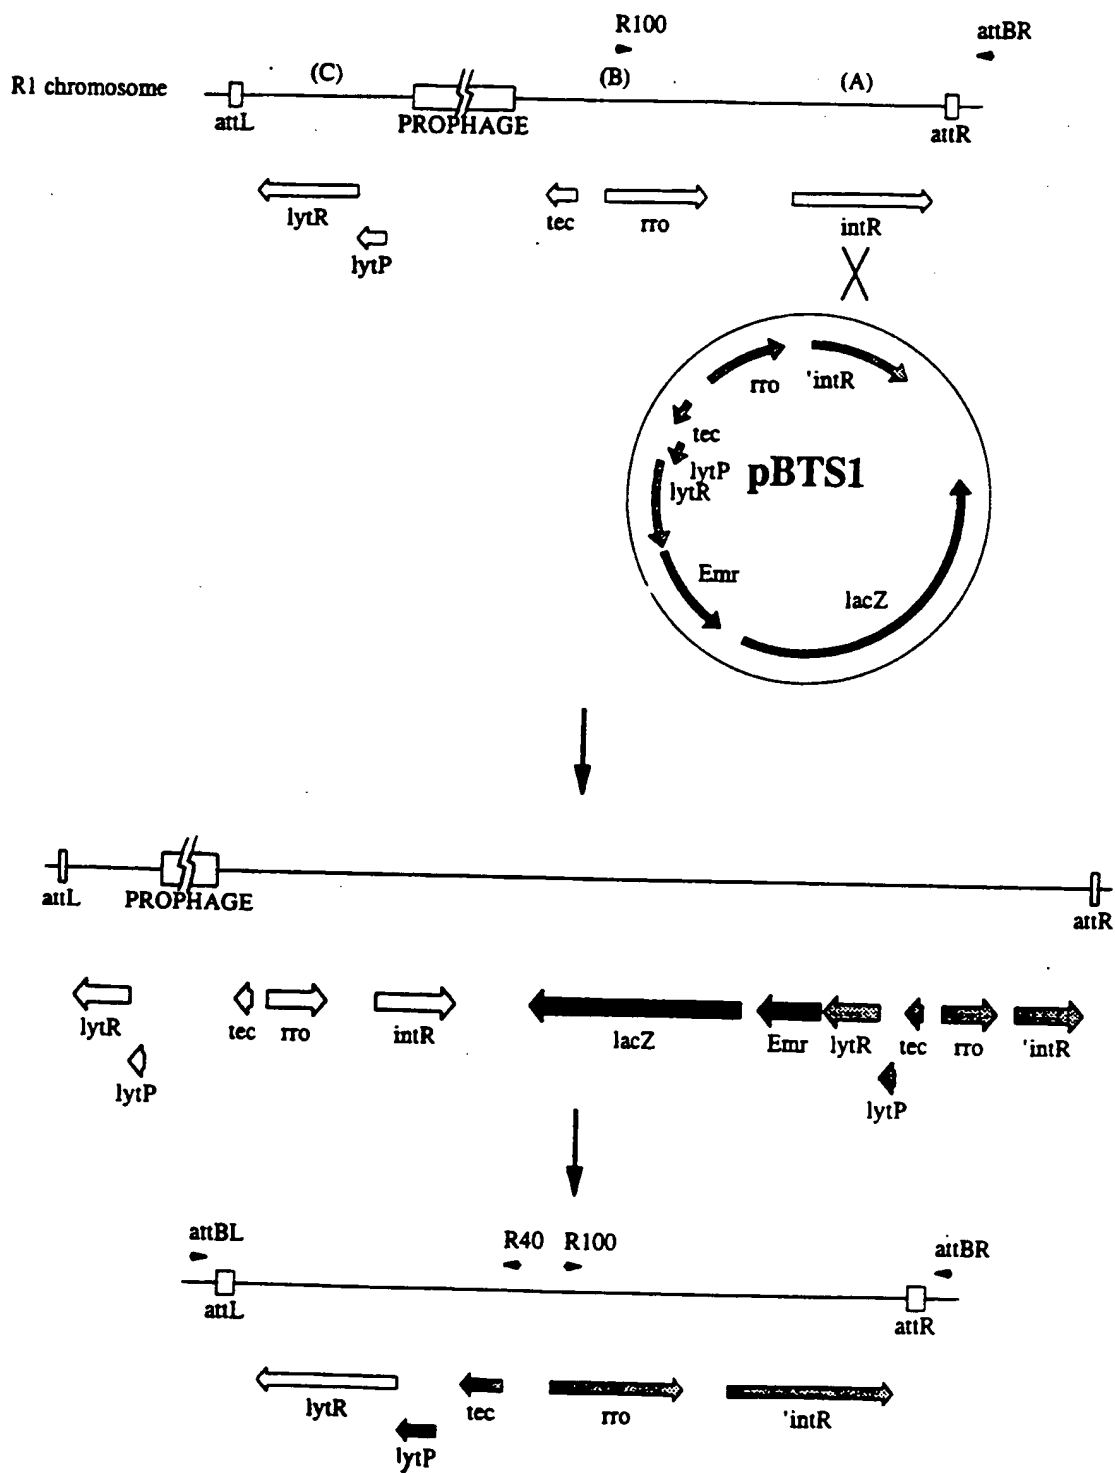 R100
attBR
R1 chromosome
(C)
(B)
(A)
attL
PROPHAGE
attR
lytR
tec
rro
intR
lytP
rro
'intR
tec
lytP
lytR
pBTS1
Emr
lacZ
attL
PROPHAGE
attR
lytR
tec
rro
intR
lacZ
Emr
lytR
tec
rro
'intR
lytP
lytP
attBL
R40
R100
attBR
attL
attR
lytR
tec
rro
'intR
lytP